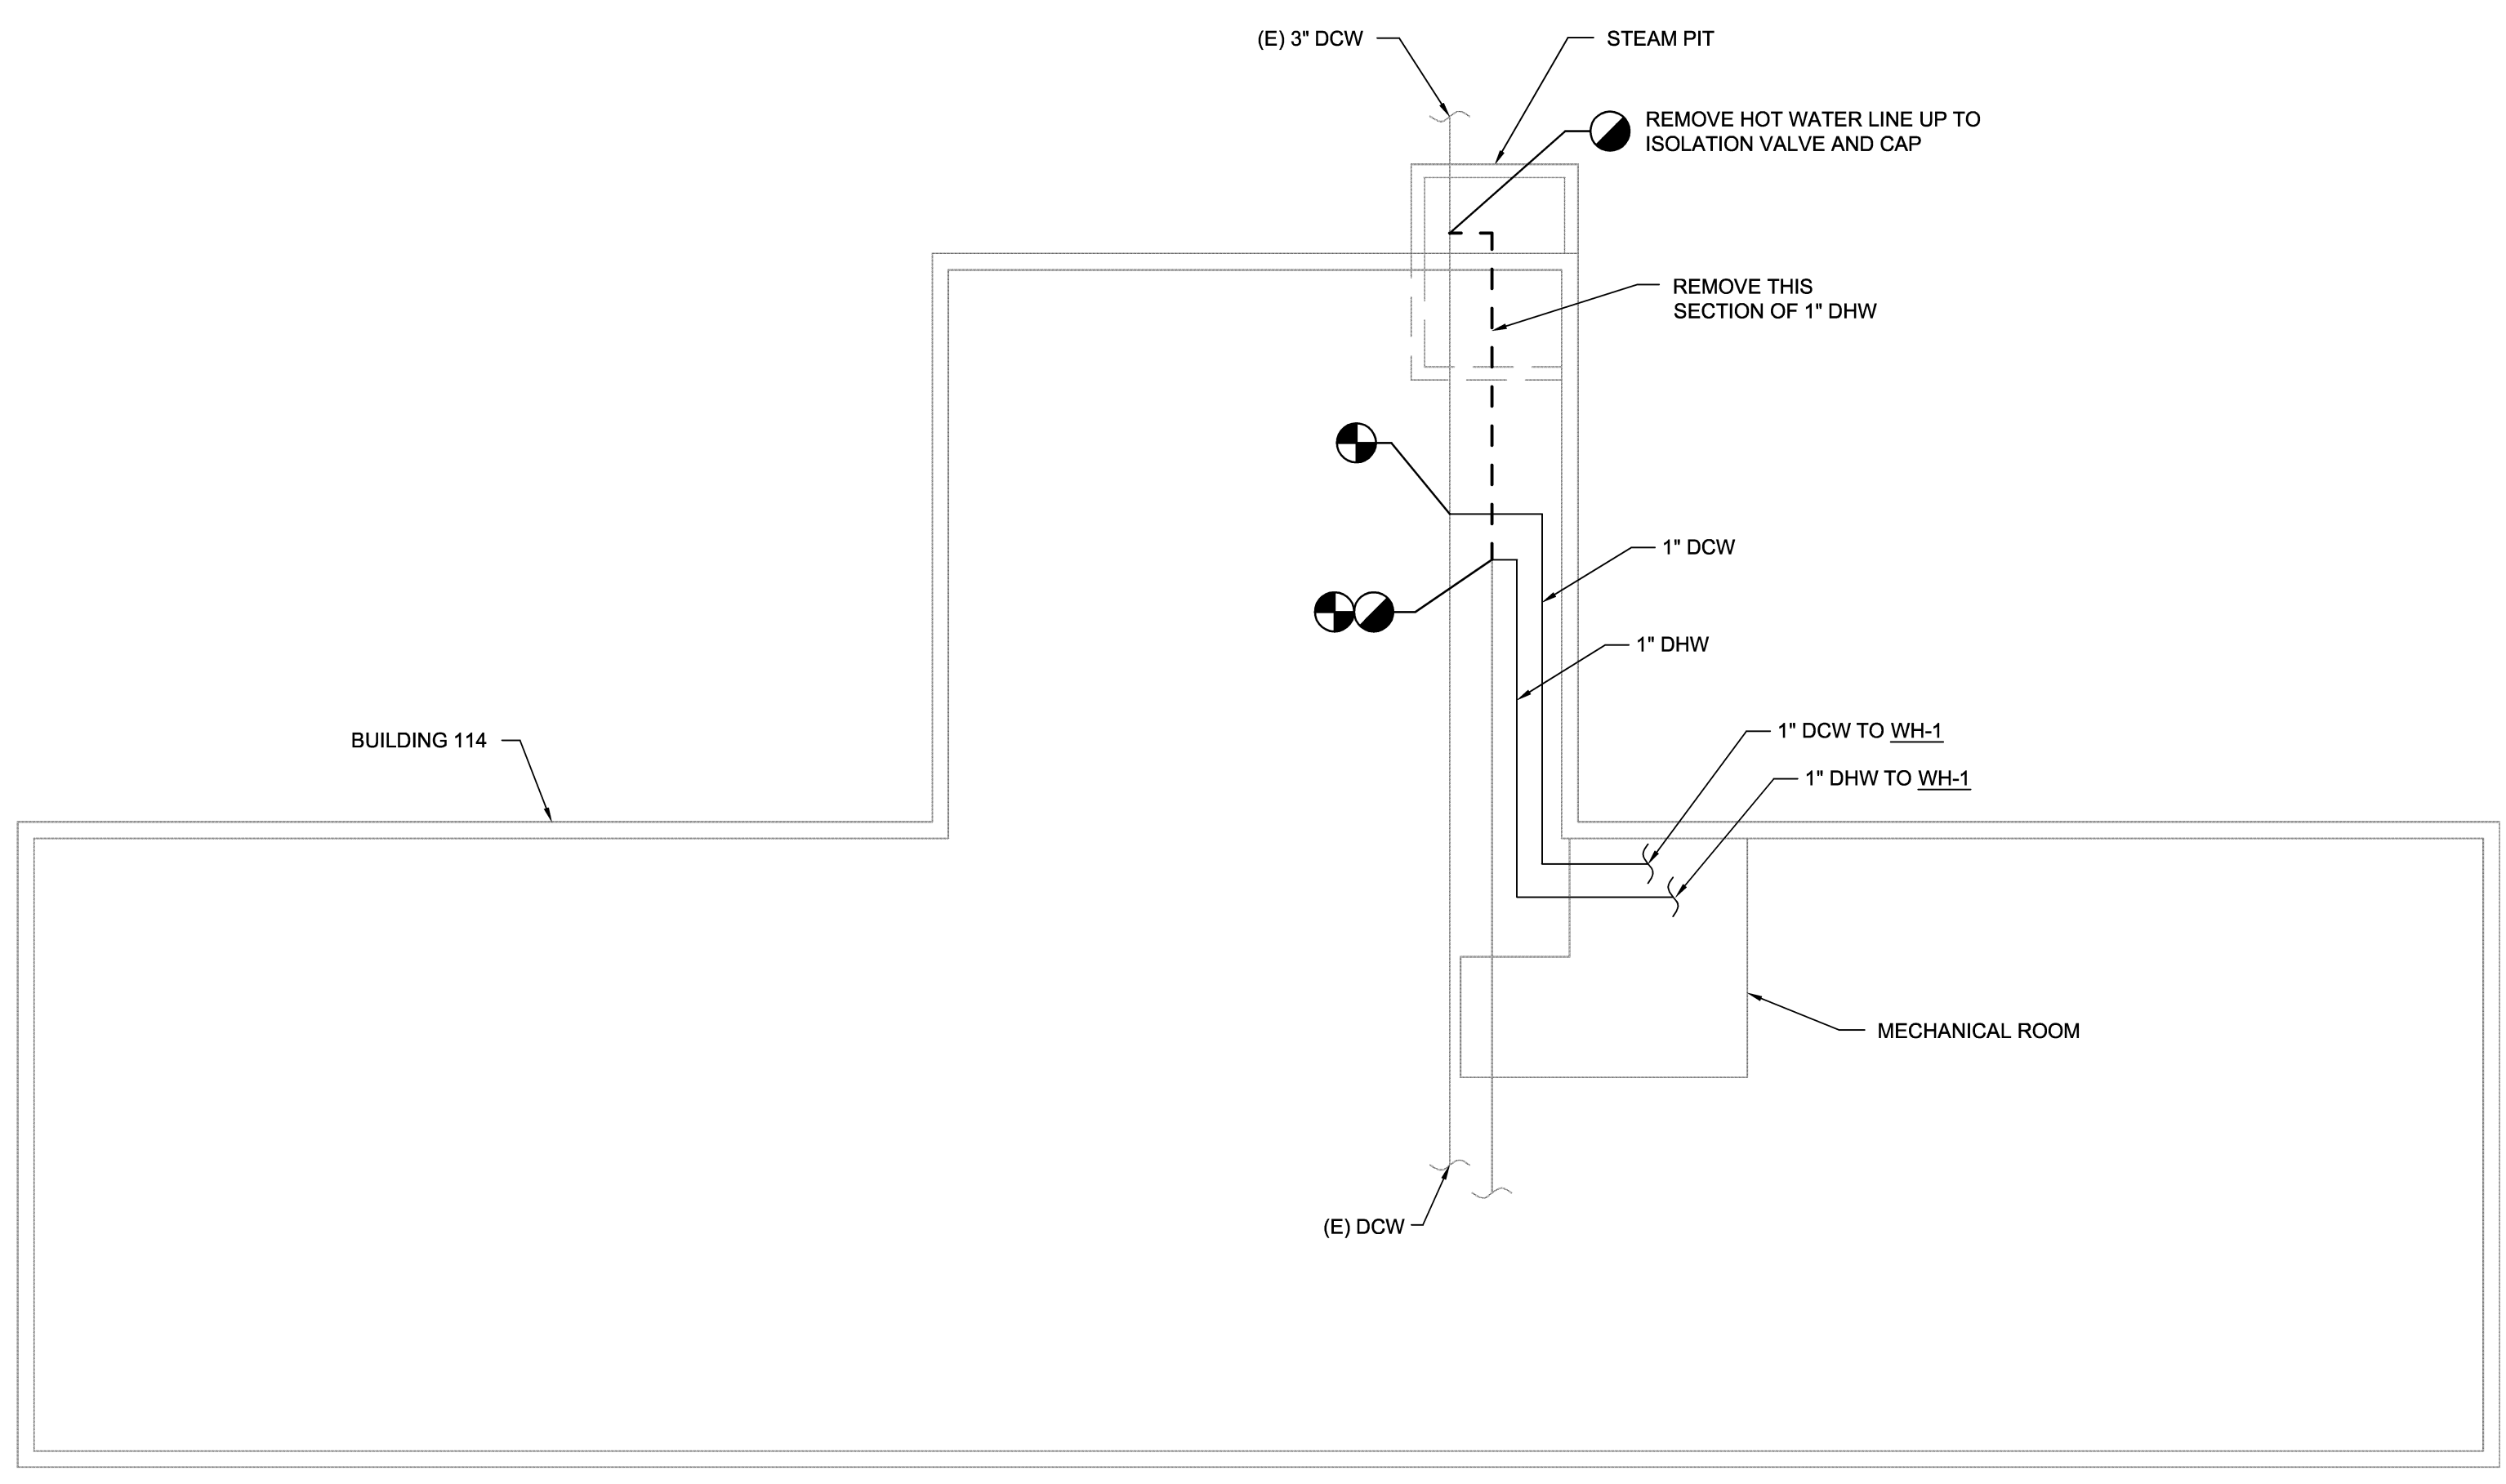 (E) 3" DCW
STEAM PIT
REMOVE HOT WATER LINE UP TO
ISOLATION VALVE AND CAP
REMOVE THIS
SECTION OF 1" DHW
1" DCW
1" DHW
1" DCW TO WH-1
BUILDING 114
1" DHW TO WH-1
MECHANICAL ROOM
(E) DCW